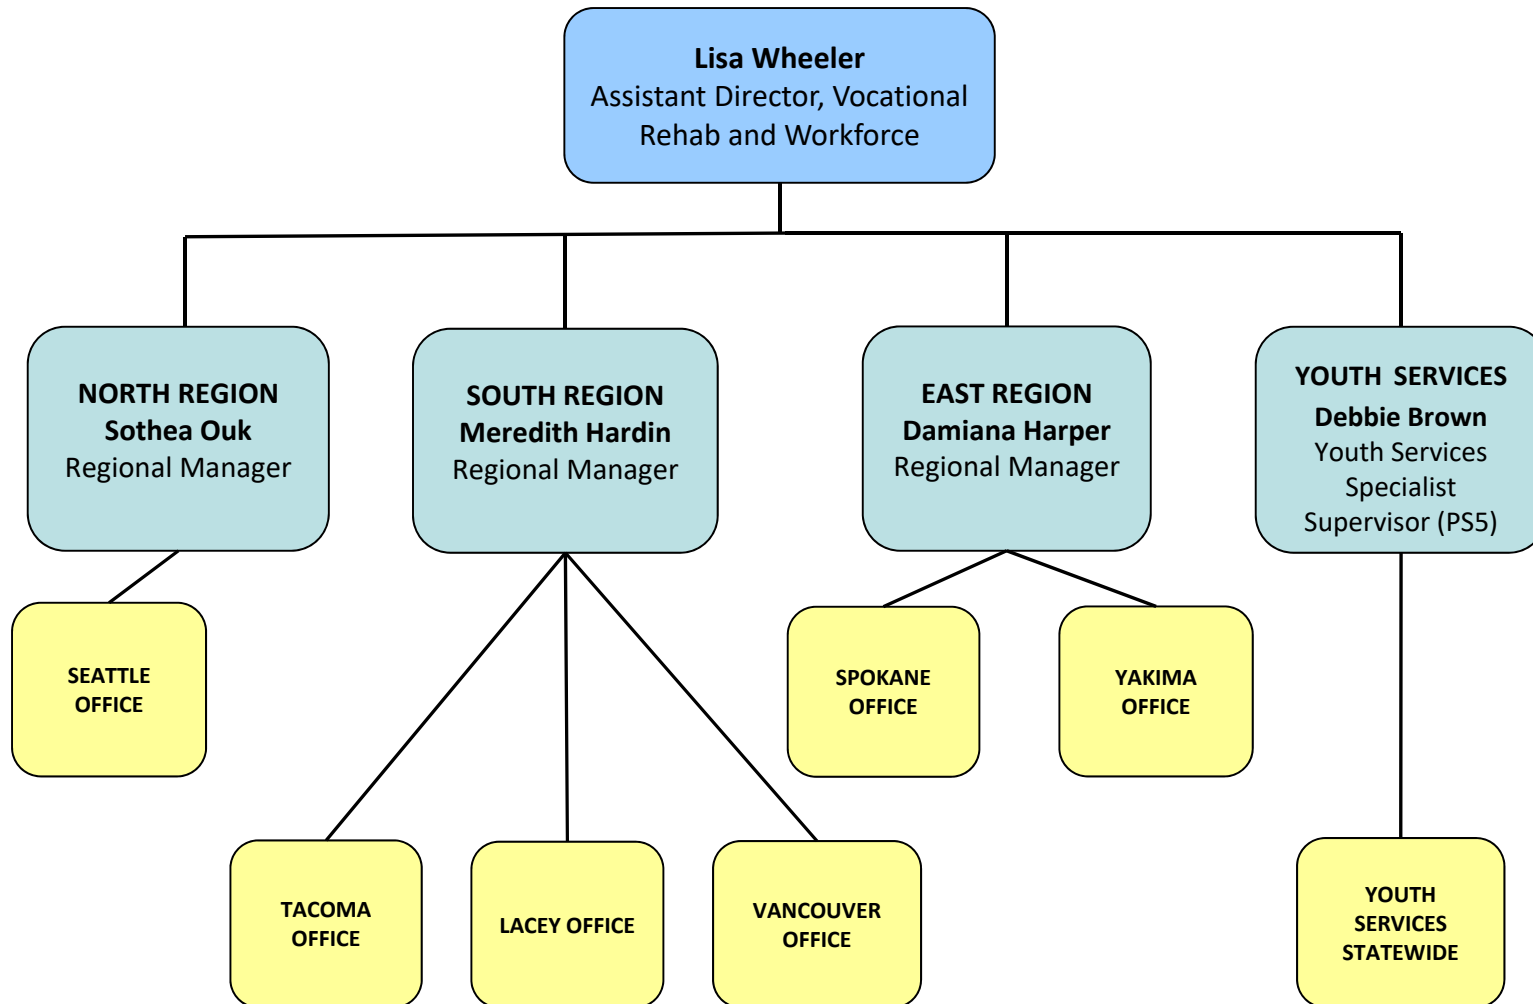 Lisa Wheeler
Assistant Director, Vocational
Rehab and Workforce
NORTH REGION
Sothea Ouk
Regional Manager
SOUTH REGION
Meredith Hardin
Regional Manager
EAST REGION
Damiana Harper
Regional Manager
YOUTH SERVICES
Debbie Brown
Youth Services
Specialist
Supervisor (PS5)
SEATTLE
OFFICE
SPOKANE
OFFICE
YAKIMA
OFFICE
TACOMA
OFFICE
LACEY OFFICE
VANCOUVER
OFFICE
YOUTH
SERVICES
STATEWIDE